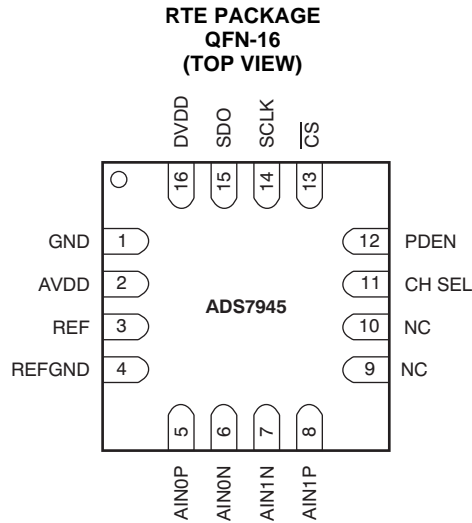 RTE PACKAGE
QFN-16
(TOP VIEW)
DVDD
SDO
SCLK
CS
16
15
14
13
GND 1
AVDD 2
REF 3
REFGND 4
ADS7945
12 PDEN
11 CH SEL
10 NC
9 NC
5
6
7
8
AIN0P
AIN0N
AIN1N
AIN1P